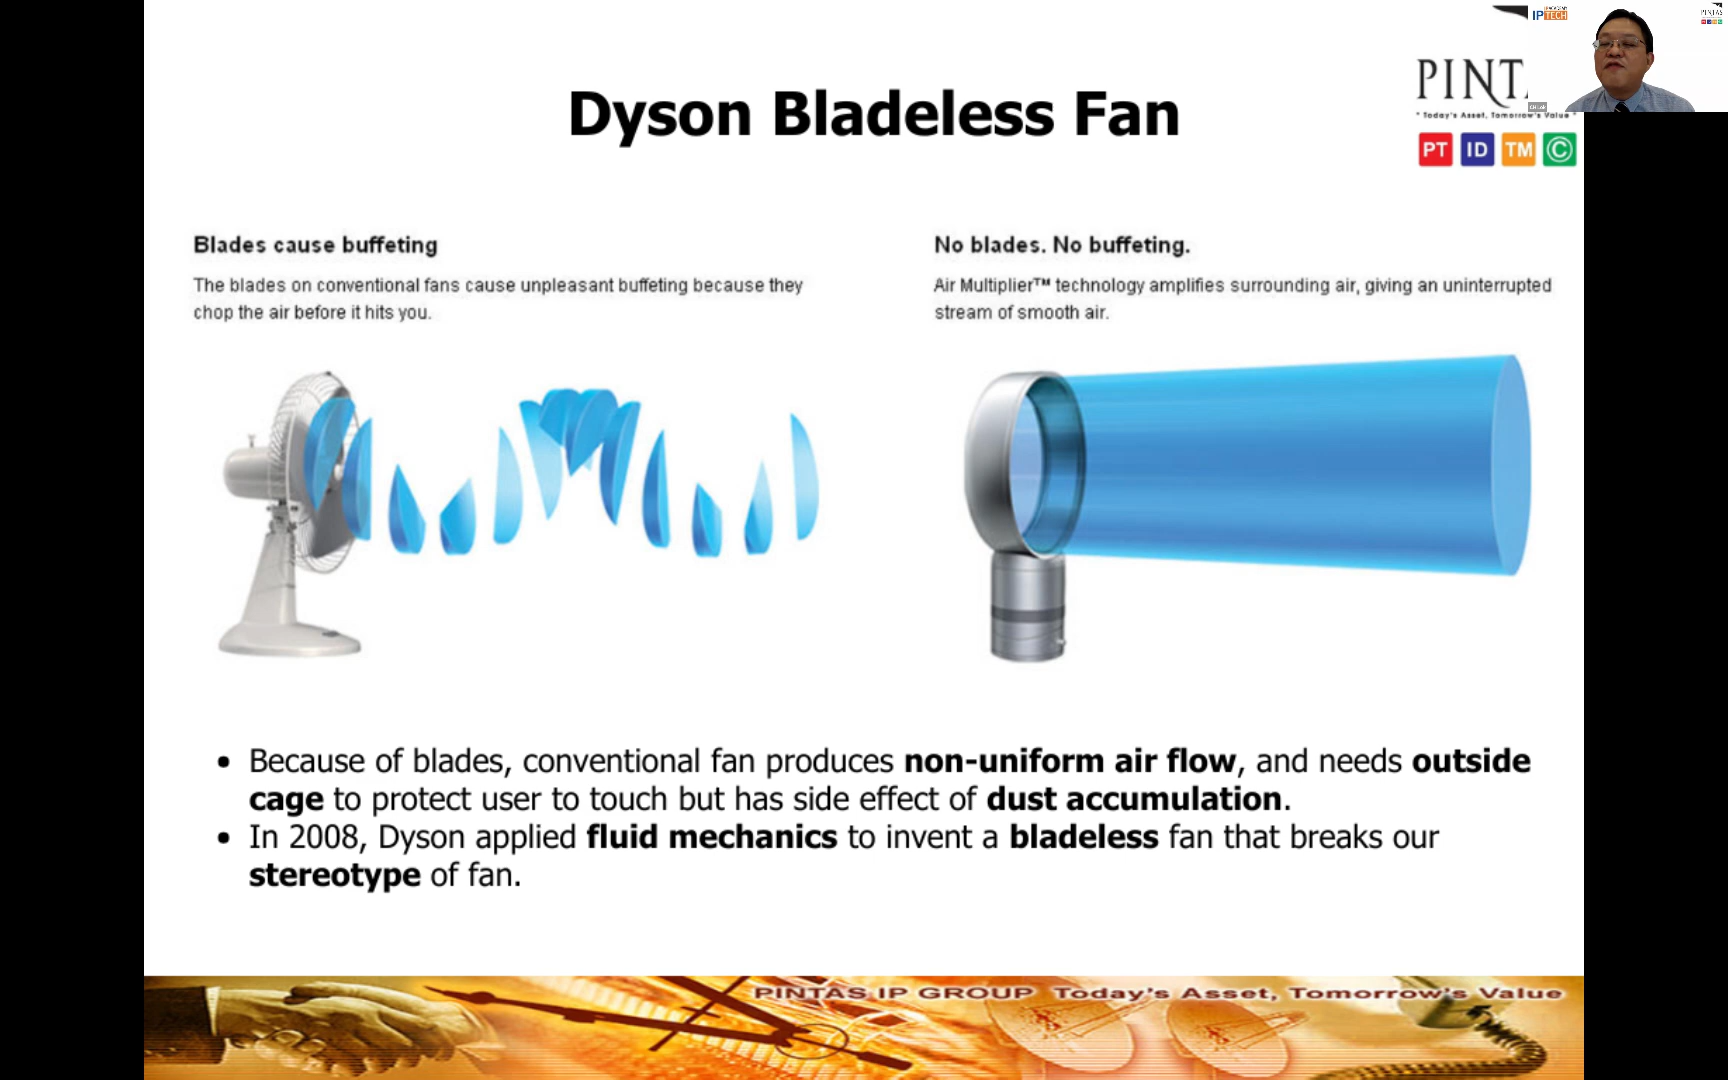 Dyson Bladeless Fan
PINT
" Today's Asset, Tomorrow's Value "
PT ID TM ©
IP TECH
PINTAS
Blades cause buffeting
The blades on conventional fans cause unpleasant buffeting because they
chop the air before it hits you.
No blades. No buffeting.
Air Multiplier™ technology amplifies surrounding air, giving an uninterrupted
stream of smooth air.
• Because of blades, conventional fan produces non-uniform air flow, and needs outside
cage to protect user to touch but has side effect of dust accumulation.
• In 2008, Dyson applied fluid mechanics to invent a bladeless fan that breaks our
stereotype of fan.
PINTAS IP GROUP Today's Asset, Tomorrow's Value